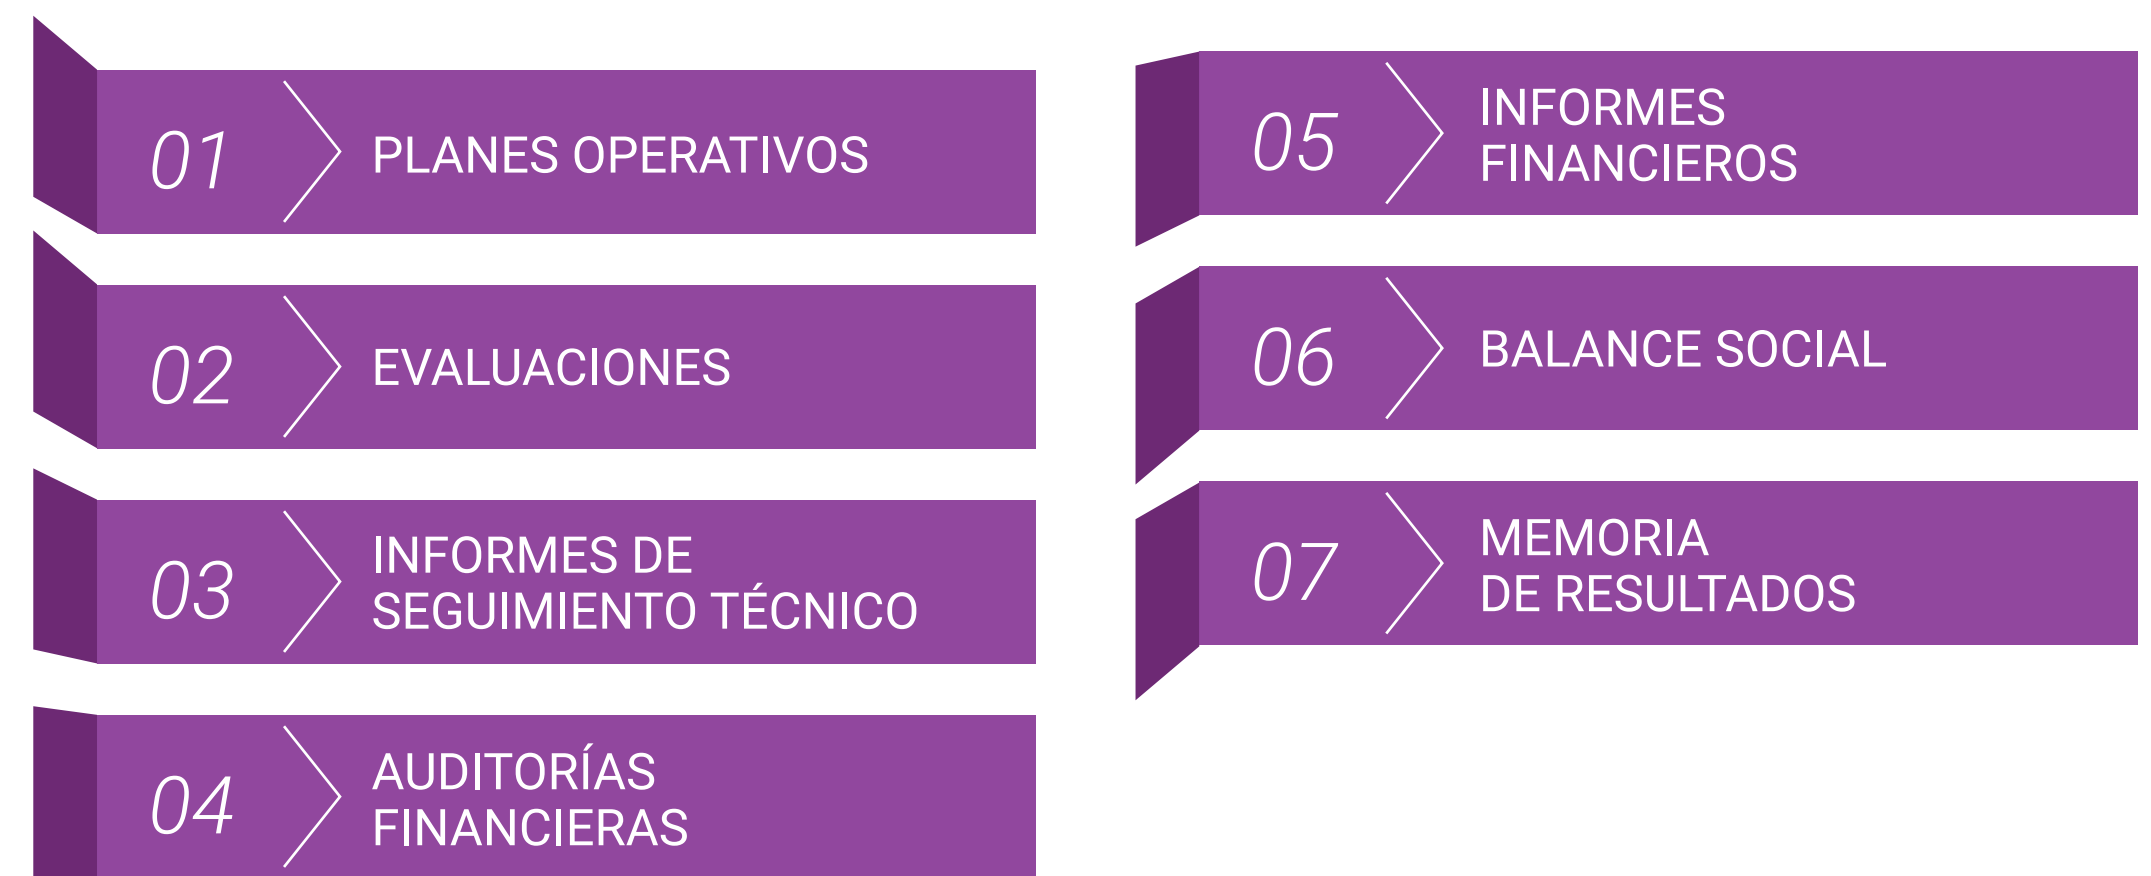 01
PLANES OPERATIVOS
02
EVALUACIONES
03
INFORMES DE
SEGUIMIENTO TÉCNICO
04
AUDITORÍAS
FINANCIERAS
05
INFORMES
FINANCIEROS
06
BALANCE SOCIAL
07
MEMORIA
DE RESULTADOS